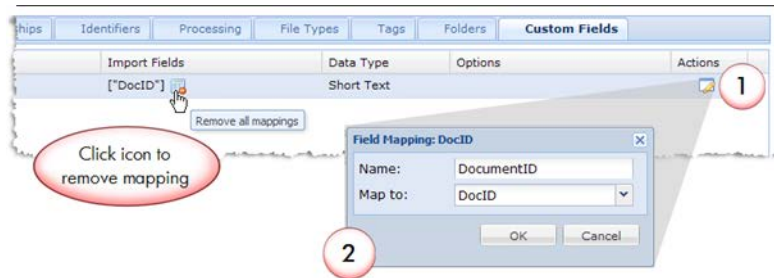 hips Identifiers Processing File Types Tags Folders Custom Fields
Import Fields Data Type Options Actions
["DocID"] Short Text
1
Remove all mappings
Click icon to
remove mapping
Field Mapping: DocID
Name: DocumentID
Map to: DocID
OK Cancel
2